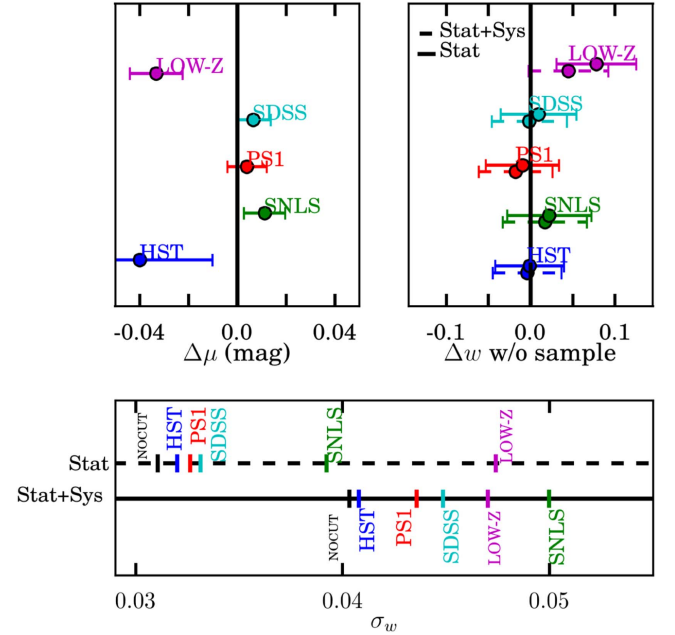 LOW-Z
SDSS
PS1
SNLS
HST
-0.04 0.0 0.04
Δμ (mag)
Stat+Sys
Stat
LOW-Z
SDSS
PS1
SNLS
HST
-0.1 0.0 0.1
Δw w/o sample
NOCUT HST PS1 SDSS SNLS LOW-Z
Stat
Stat+Sys
NOCUT HST PS1 SDSS LOW-Z SNLS
0.03 0.04 0.05
σw